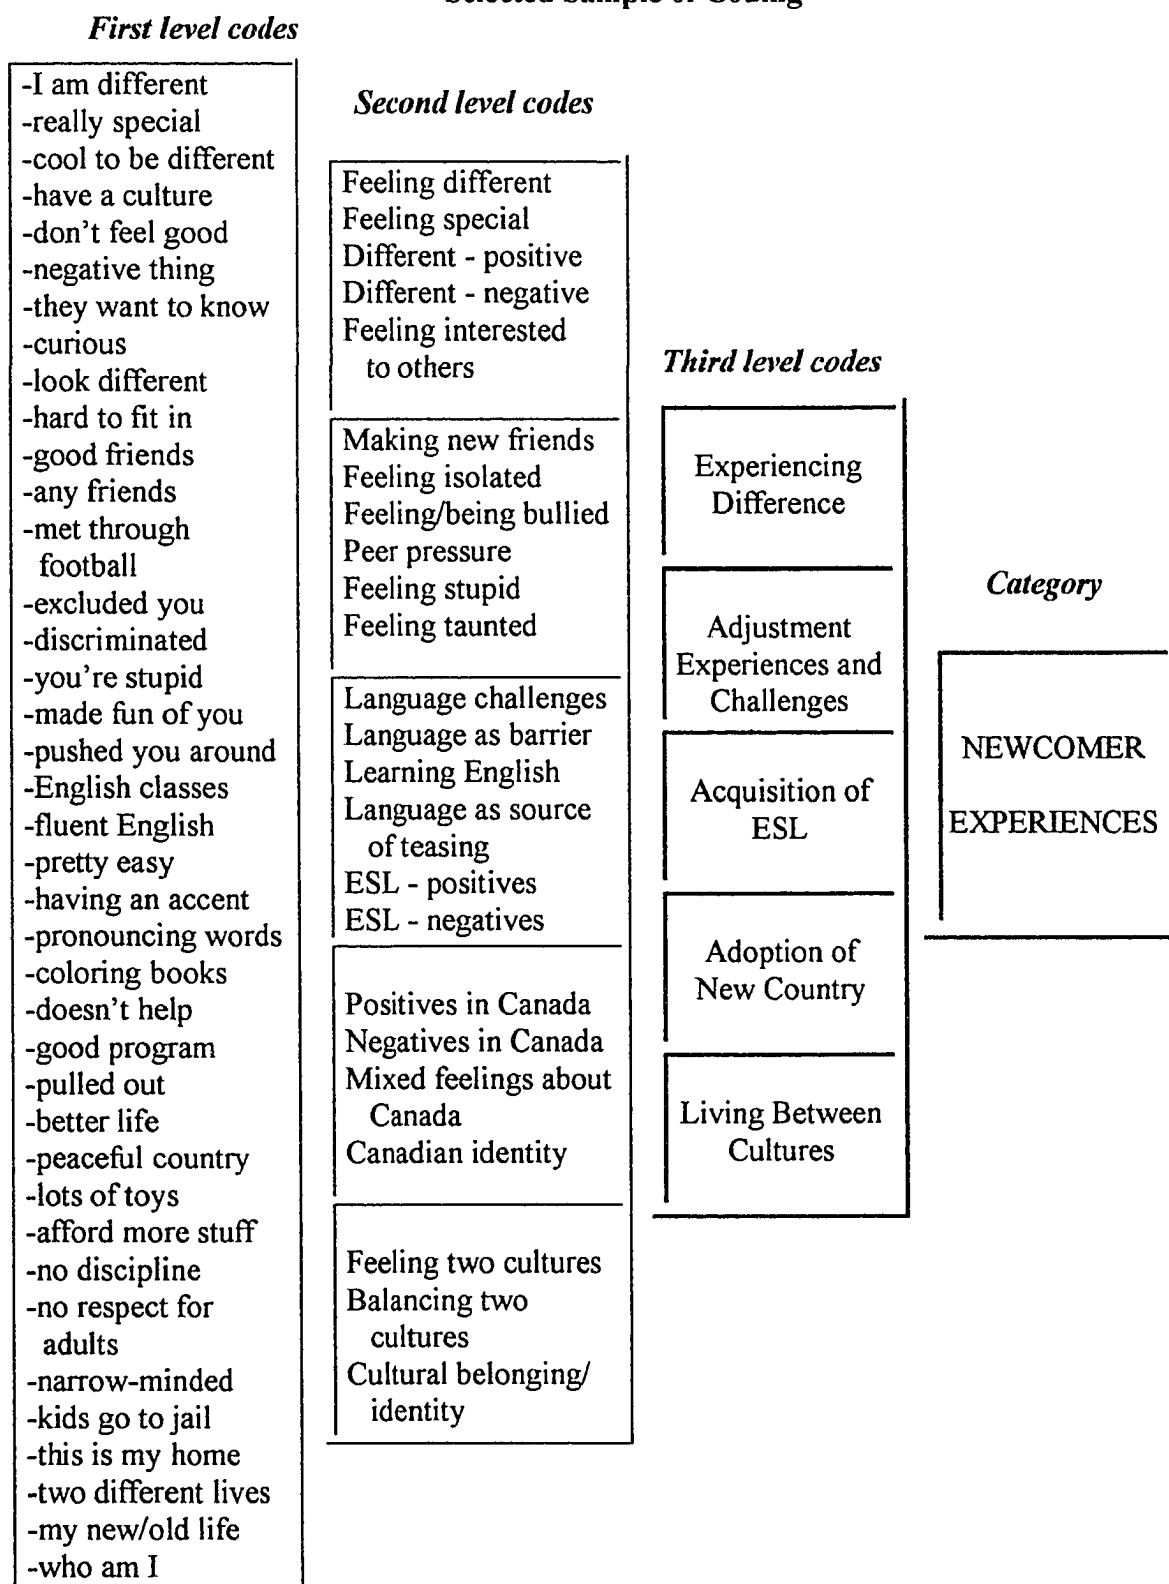 First level codes
-I am different
-really special
-cool to be different
-have a culture
-don't feel good
-negative thing
-they want to know
-curious
-look different
-hard to fit in
-good friends
-any friends
-met through
football
-excluded you
-discriminated
-you're stupid
-made fun of you
-pushed you around
-English classes
-fluent English
-pretty easy
-having an accent
-pronouncing words
-coloring books
-doesn't help
-good program
-pulled out
-better life
-peaceful country
-lots of toys
-afford more stuff
-no discipline
-no respect for
adults
-narrow-minded
-kids go to jail
-this is my home
-two different lives
-my new/old life
-who am I
Second level codes
Feeling different
Feeling special
Different - positive
Different - negative
Feeling interested
to others
Making new friends
Feeling isolated
Feeling/being bullied
Peer pressure
Feeling stupid
Feeling taunted
Language challenges
Language as barrier
Learning English
Language as source
of teasing
ESL - positives
ESL - negatives
Positives in Canada
Negatives in Canada
Mixed feelings about
Canada
Canadian identity
Feeling two cultures
Balancing two
cultures
Cultural belonging/
identity
Third level codes
Experiencing
Difference
Adjustment
Experiences and
Challenges
Acquisition of
ESL
Adoption of
New Country
Living Between
Cultures
Category
NEWCOMER
EXPERIENCES